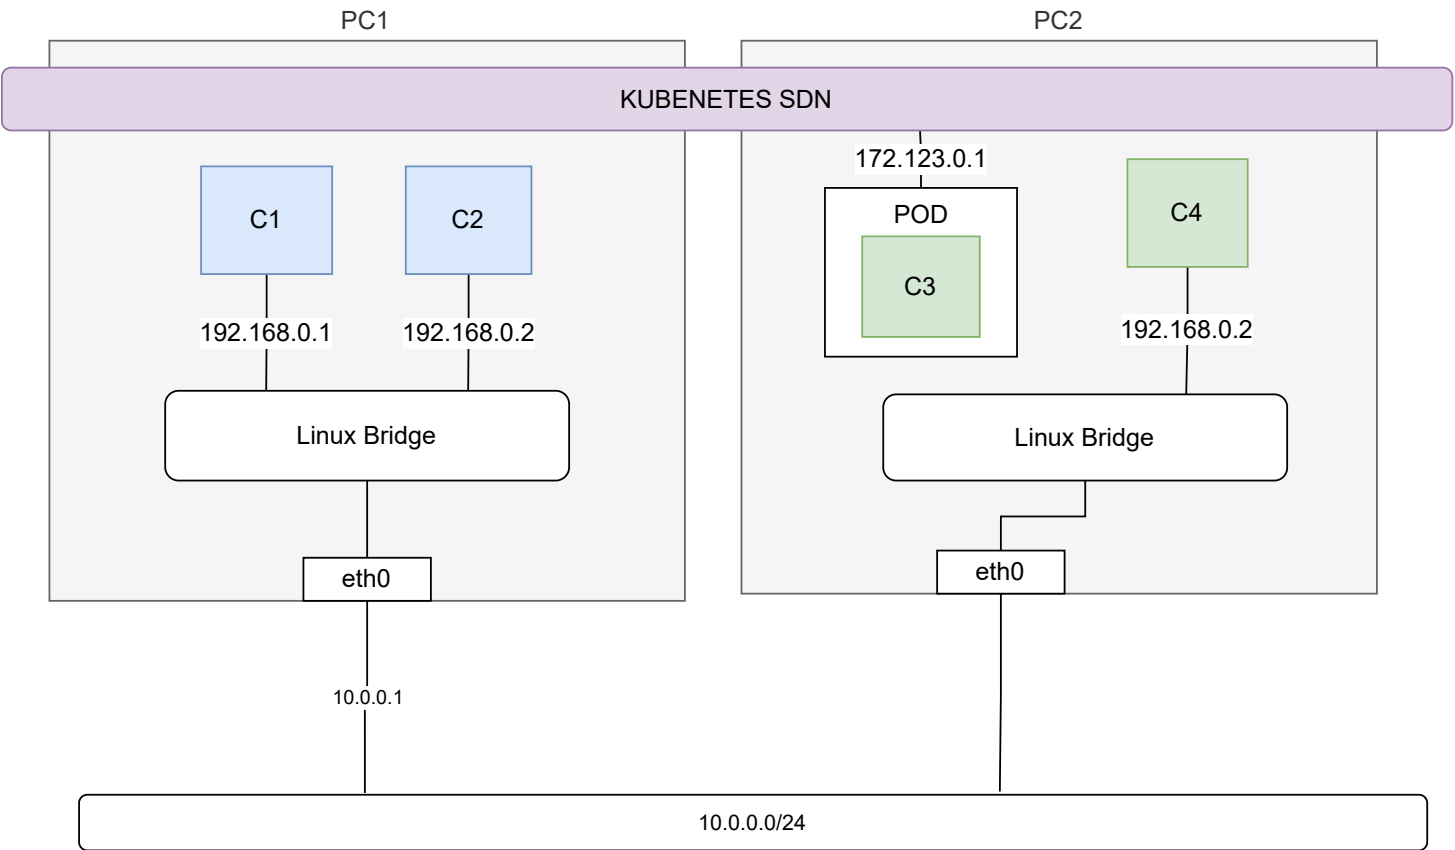 PC1
PC2
KUBENETES SDN
172.123.0.1
C1
C2
POD
C4
C3
192.168.0.1
192.168.0.2
192.168.0.2
Linux Bridge
Linux Bridge
eth0
eth0
10.0.0.1
10.0.0.0/24